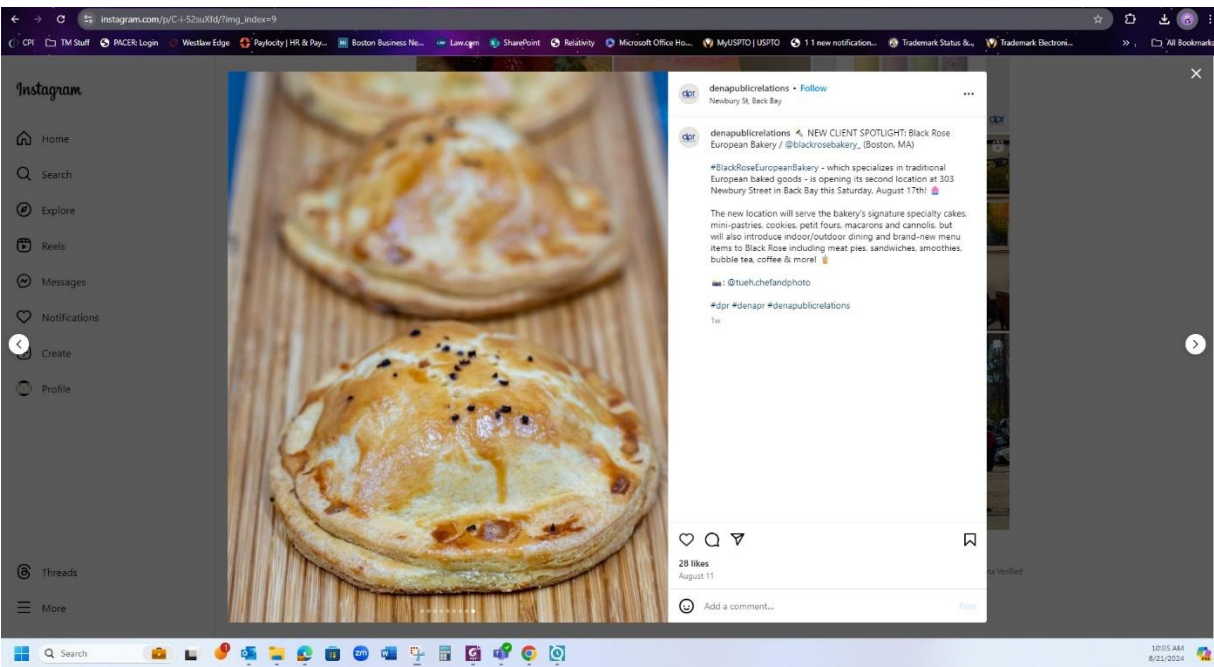 instagram.com/p/C-i-52suXfd/?img_index=9
CPI TM Stuff PACER: Login Westlaw Edge Paylocity | HR & Pay... Boston Business Ne... Law.com SharePoint Relativity Microsoft Office Ho... MyUSPTO | USPTO 1 1 new notification... Trademark Status &... Trademark Electroni... » All Bookmarks
Instagram
Home
Search
Explore
Reels
Messages
Notifications
Create
Profile
Threads
More
dpr
denapublicrelations • Follow
Newbury St, Back Bay
dpr
denapublicrelations NEW CLIENT SPOTLIGHT: Black Rose
European Bakery / @blackrosebakery_ (Boston, MA)
#BlackRoseEuropeanBakery - which specializes in traditional
European baked goods - is opening its second location at 303
Newbury Street in Back Bay this Saturday, August 17th!
The new location will serve the bakery's signature specialty cakes,
mini-pastries, cookies, petit fours, macarons and cannolis, but
will also introduce indoor/outdoor dining and brand-new menu
items to Black Rose including meat pies, sandwiches, smoothies,
bubble tea, coffee & more!
: @tueh.chefandphoto
#dpr #denapr #denapublicrelations
1w
28 likes
August 11
Add a comment...
Post
dpr
Verified
Search
zm
10:05 AM
8/21/2024